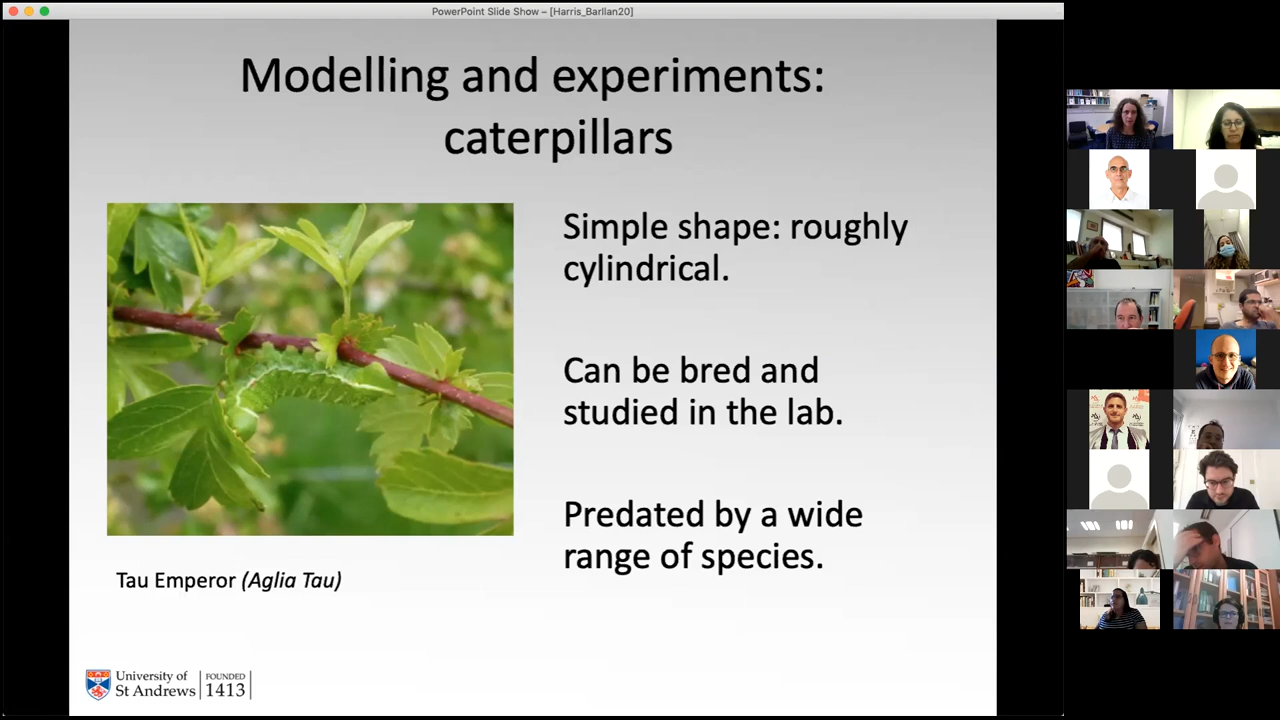 PowerPoint Slide Show – [Harris_BarIlan20]
Modelling and experiments:
caterpillars
Simple shape: roughly
cylindrical.
Can be bred and
studied in the lab.
Predated by a wide
range of species.
Tau Emperor (Aglia Tau)
University of
St Andrews
FOUNDED
1413